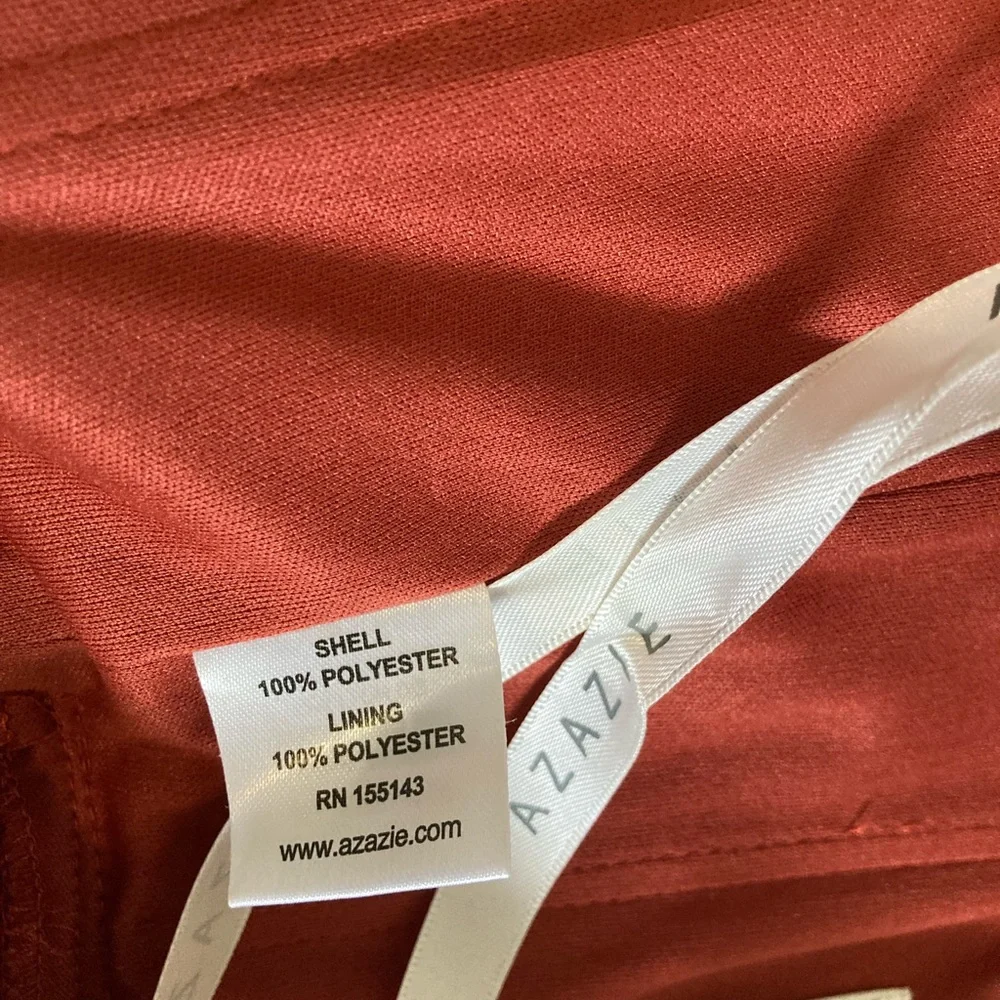 SHELL
100% POLYESTER
LINING
100% POLYESTER
RN 155143
www.azazie.com
AZAZIE